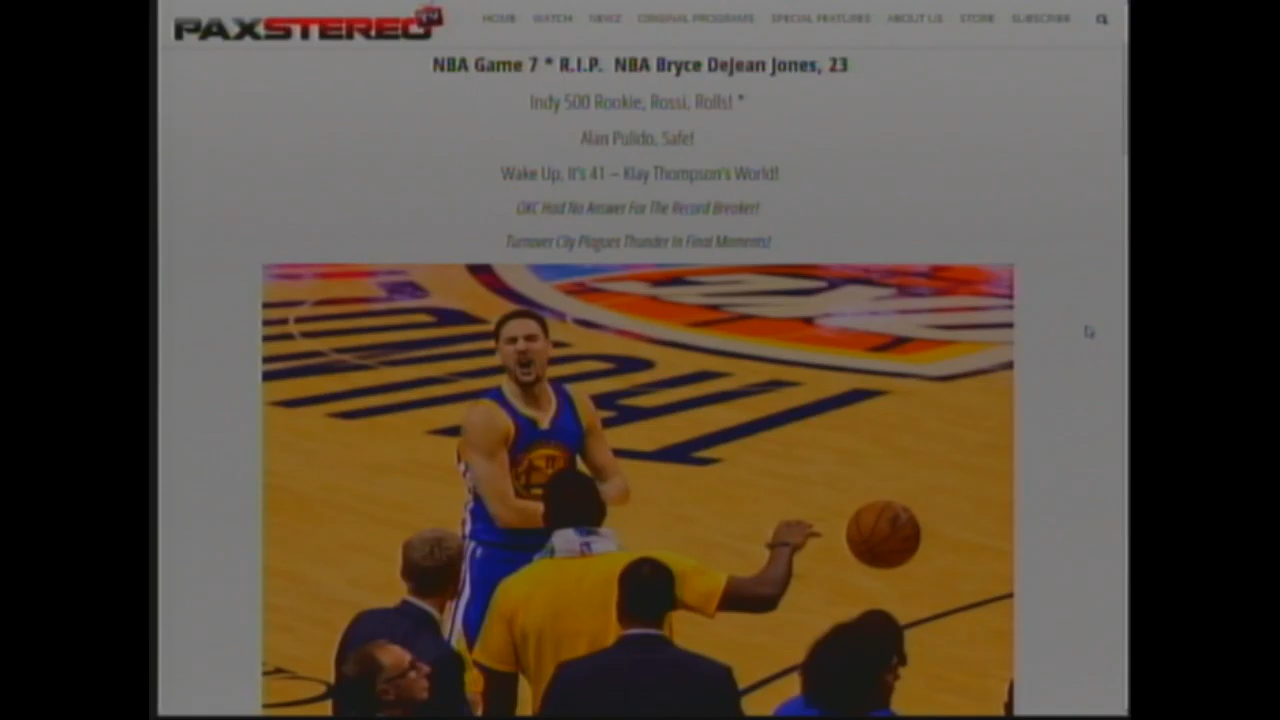 PAXSTEREO TV
HOME WATCH NEWZ ORIGINAL PROGRAMS SPECIAL FEATURES ABOUT US STORE SUBSCRIBE
NBA Game 7 * R.I.P. NBA Bryce DeJean Jones, 23
Indy 500 Rookie, Rossi, Rolls! *
Alan Pulido, Safe!
Wake Up, It's 41 – Klay Thompson's World!
OKC Had No Answer For The Record Breaker!
Turnover City Plagues Thunder In Final Moments!